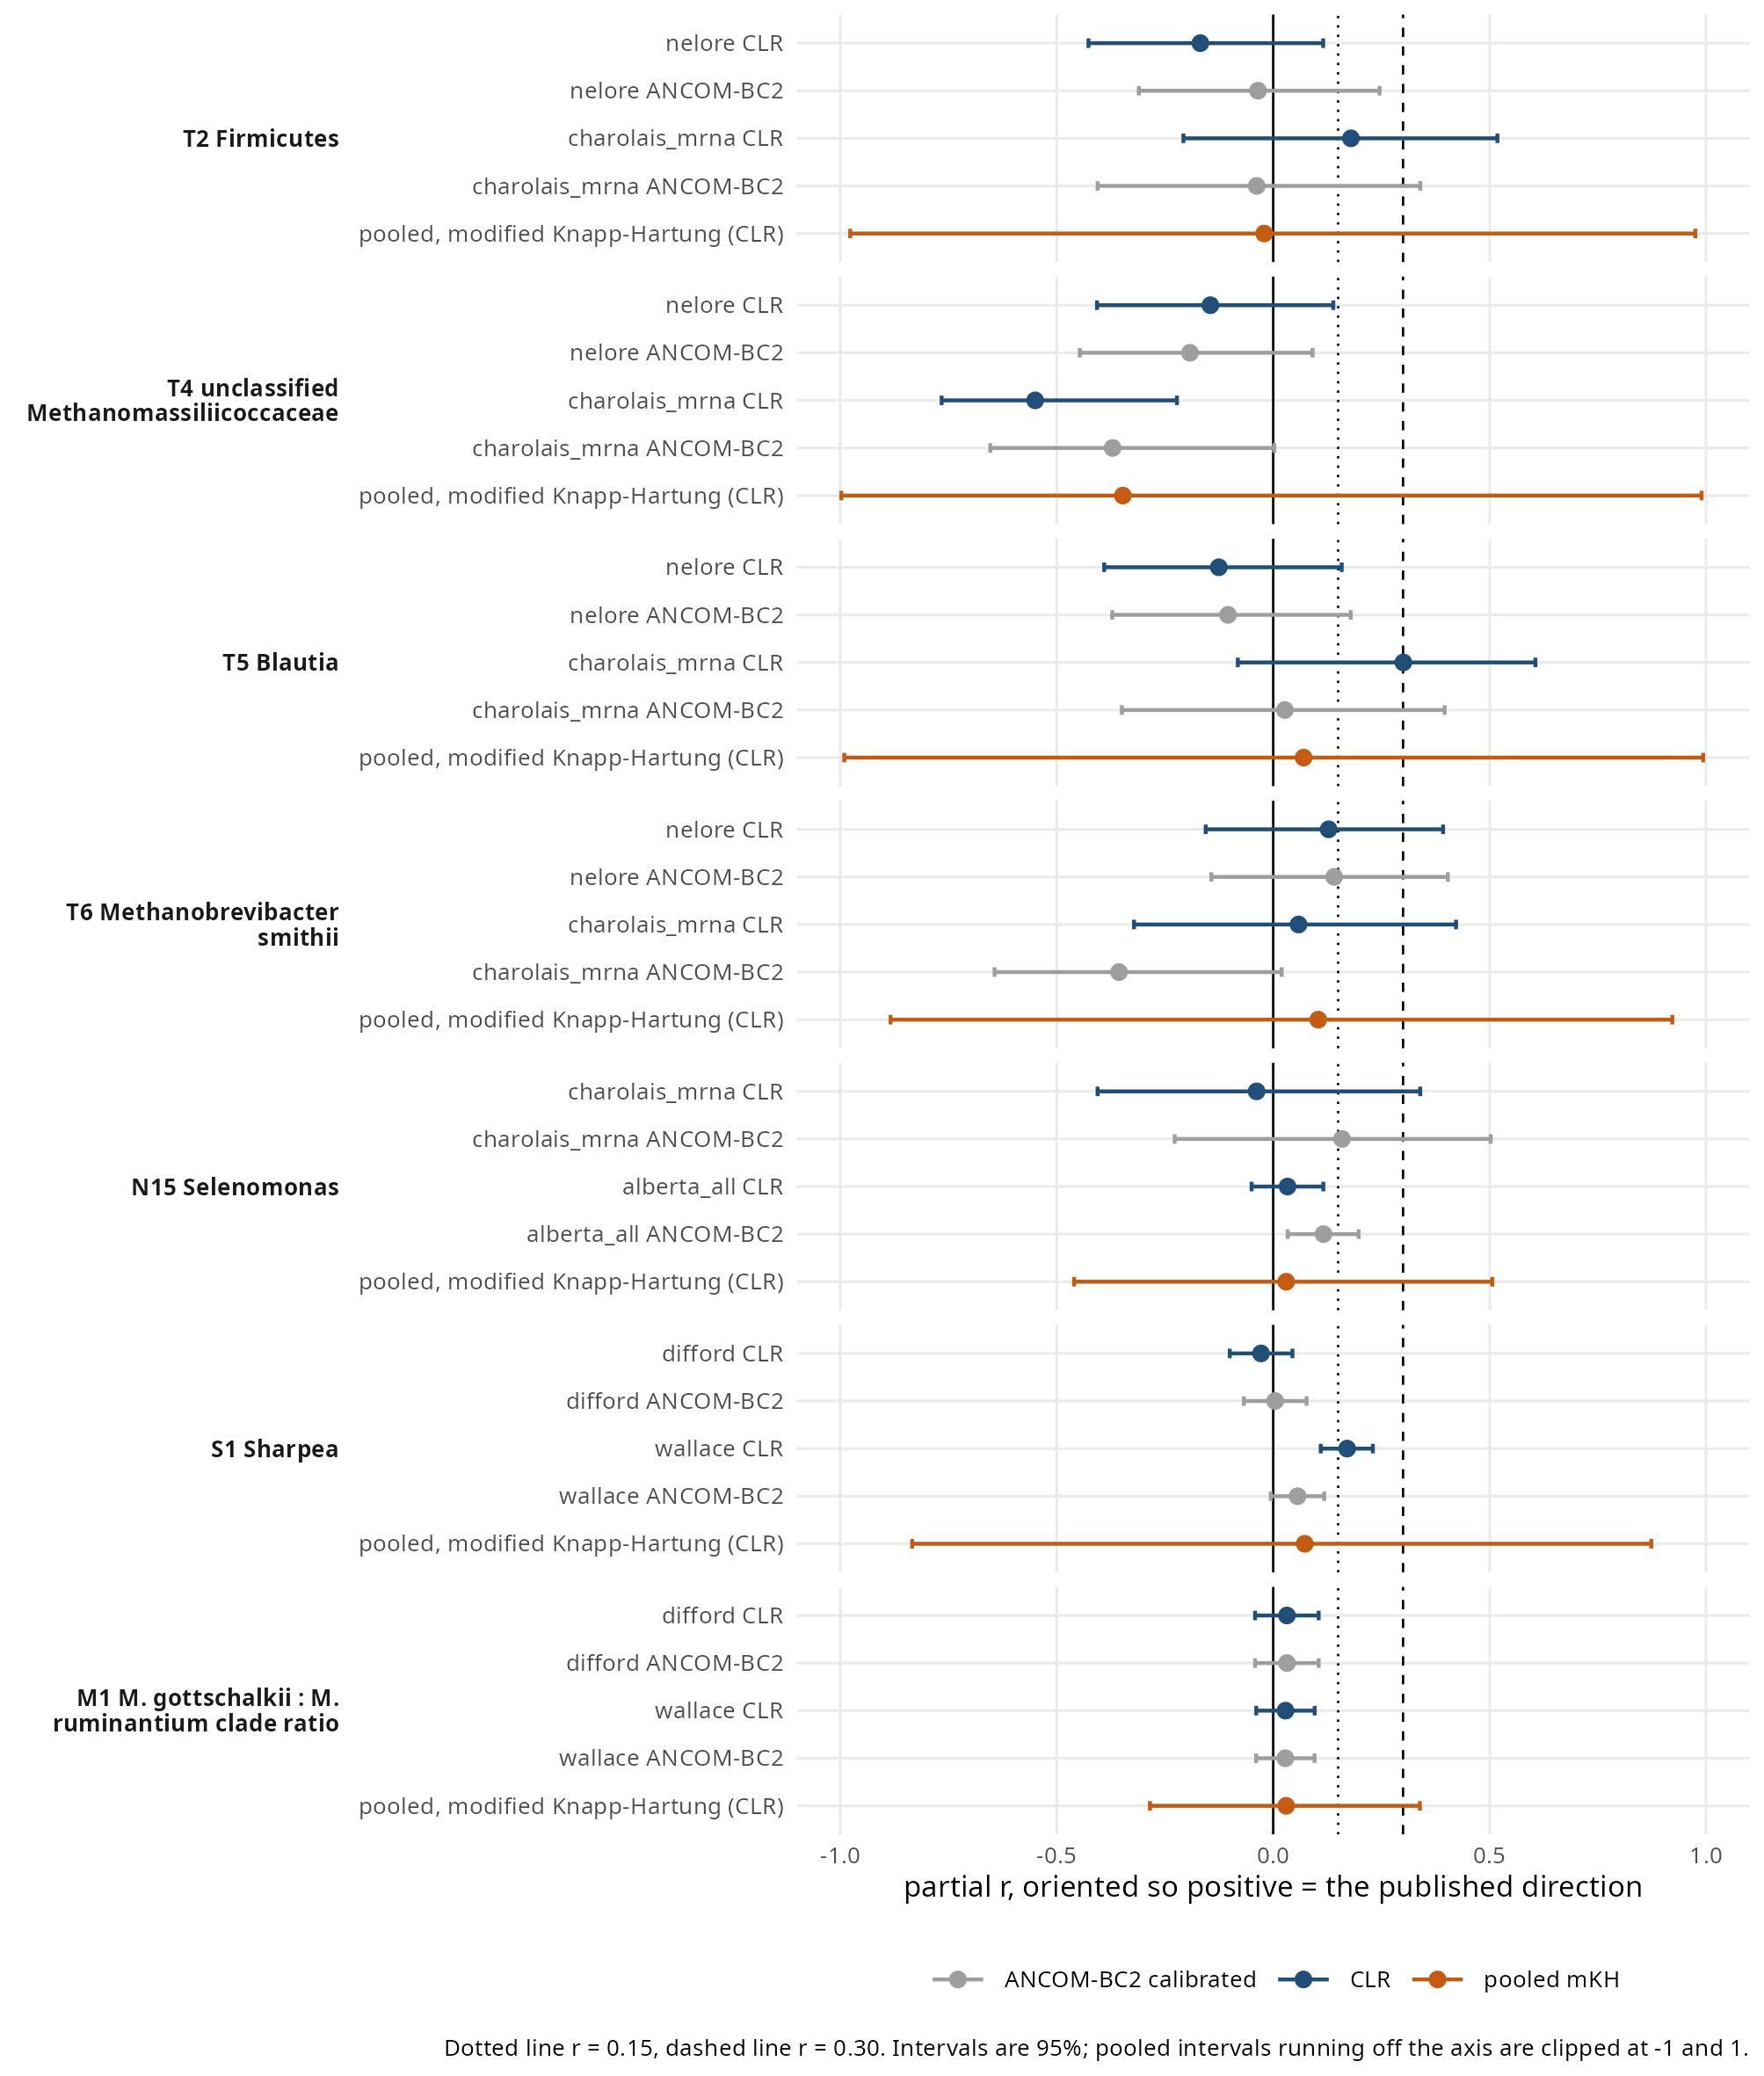 nelore CLR
nelore ANCOM-BC2
T2 Firmicutes
charolais_mrna CLR
charolais_mrna ANCOM-BC2
pooled, modified Knapp-Hartung (CLR)
nelore CLR
nelore ANCOM-BC2
T4 unclassified
Methanomassiliicoccaceae
charolais_mrna CLR
charolais_mrna ANCOM-BC2
pooled, modified Knapp-Hartung (CLR)
nelore CLR
nelore ANCOM-BC2
T5 Blautia
charolais_mrna CLR
charolais_mrna ANCOM-BC2
pooled, modified Knapp-Hartung (CLR)
nelore CLR
nelore ANCOM-BC2
T6 Methanobrevibacter
smithii
charolais_mrna CLR
charolais_mrna ANCOM-BC2
pooled, modified Knapp-Hartung (CLR)
charolais_mrna CLR
charolais_mrna ANCOM-BC2
N15 Selenomonas
alberta_all CLR
alberta_all ANCOM-BC2
pooled, modified Knapp-Hartung (CLR)
difford CLR
difford ANCOM-BC2
S1 Sharpea
wallace CLR
wallace ANCOM-BC2
pooled, modified Knapp-Hartung (CLR)
difford CLR
difford ANCOM-BC2
M1 M. gottschalkii : M.
ruminantium clade ratio
wallace CLR
wallace ANCOM-BC2
pooled, modified Knapp-Hartung (CLR)
-1.0 -0.5 0.0 0.5 1.0
partial r, oriented so positive = the published direction
ANCOM-BC2 calibrated CLR pooled mKH
Dotted line r = 0.15, dashed line r = 0.30. Intervals are 95%; pooled intervals running off the axis are clipped at -1 and 1.